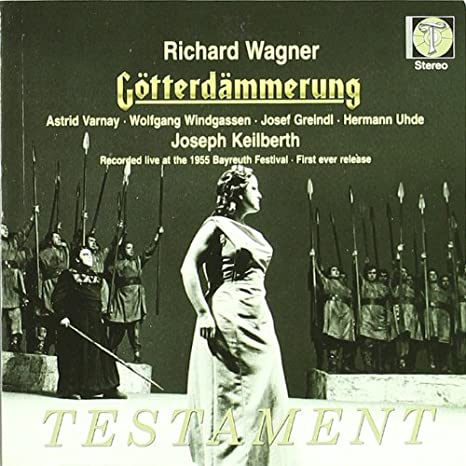 Richard Wagner
Götterdämmerung
Astrid Varnay · Wolfgang Windgassen · Josef Greindl · Hermann Uhde
Joseph Keilberth
Recorded live at the 1955 Bayreuth Festival · First ever release
T
Stereo
TESTAMENT